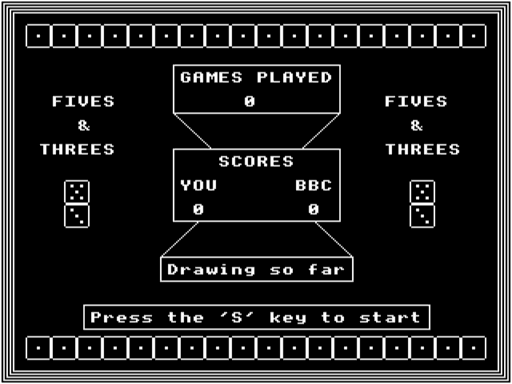 GAMES PLAYED
0
FIVES
&
THREES
FIVES
&
THREES
SCORES
YOU BBC
0 0
Drawing so far
Press the 'S' key to start